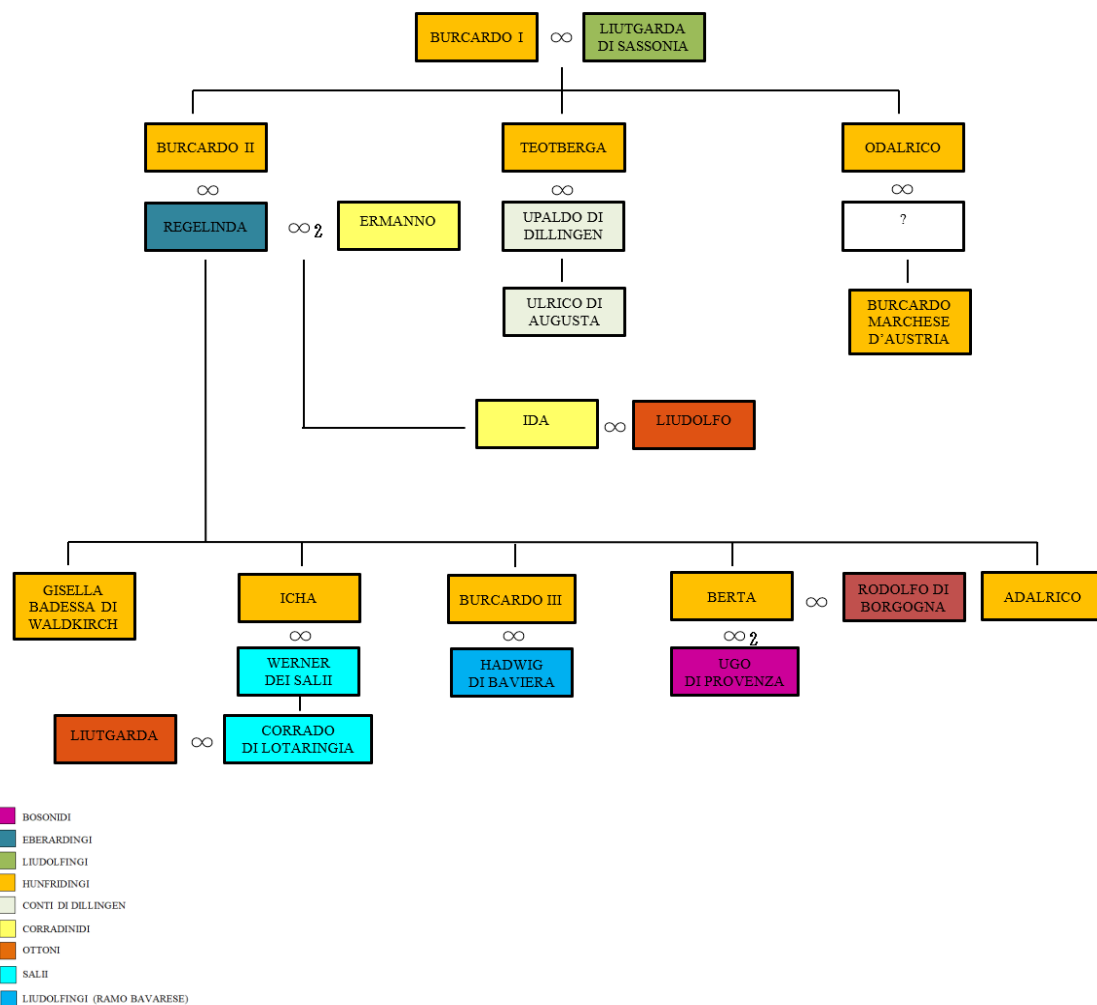 BURCARDO I
∞
LIUTGARDA
DI SASSONIA
BURCARDO II
TEOTBERGA
ODALRICO
∞
∞
∞
REGELINDA
∞ 2
ERMANNO
UPALDO DI
DILLINGEN
?
ULRICO DI
AUGUSTA
BURCARDO
MARCHESE
D’AUSTRIA
IDA
∞
LIUDOLFO
GISELLA
BADESSA DI
WALDKIRCH
ICHA
BURCARDO III
BERTA
∞
RODOLFO DI
BORGOGNA
ADALRICO
∞
∞
∞ 2
WERNER
DEI SALII
HADWIG
DI BAVIERA
UGO
DI PROVENZA
LIUTGARDA
∞
CORRADO
DI LOTARINGIA
BOSONIDI
EBERARDINGI
LIUDOLFINGI
HUNFRIDINGI
CONTI DI DILLINGEN
CORRADINIDI
OTTONI
SALII
LIUDOLFINGI (RAMO BAVARESE)